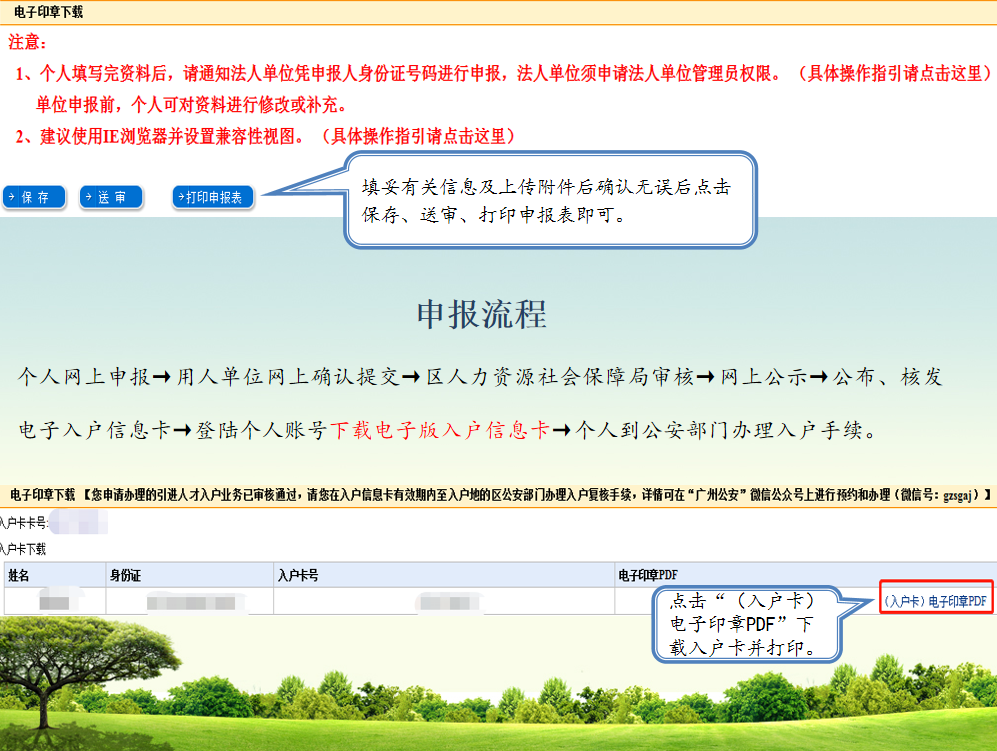 电子印章下载
注意：
1、个人填写完资料后，请通知法人单位凭申报人身份证号码进行申报，法人单位须申请法人单位管理员权限。（具体操作指引请点击这里）
单位申报前，个人可对资料进行修改或补充。
2、建议使用IE浏览器并设置兼容性视图。（具体操作指引请点击这里）
保 存 送 审 打印申报表
填妥有关信息及上传附件后确认无误后点击
保存、送审、打印申报表即可。
申报流程
个人网上申报→用人单位网上确认提交→区人力资源社会保障局审核→网上公示→公布、核发
电子入户信息卡→登陆个人账号下载电子版入户信息卡→个人到公安部门办理入户手续。
电子印章下载 【您申请办理的引进人才入户业务已审核通过，请您在入户信息卡有效期内至入户地的区公安部门办理入户复核手续，详情可在“广州公安”微信公众号上进行预约和办理（微信号：gzsgaj）】
入户卡卡号:
入户卡下载
姓名 身份证 入户卡号 电子印章PDF
（入户卡）电子印章PDF
点击“（入户卡）
电子印章PDF”下
载入户卡并打印。